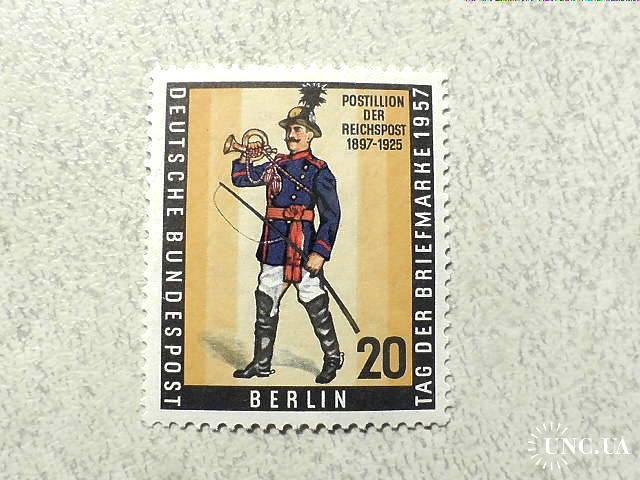 DEUTSCHE BUNDESPOST
POSTILLION
DER
REICHSPOST
1897-1925
TAG DER BRIEFMARKE 1957
20
BERLIN
UNC.UA